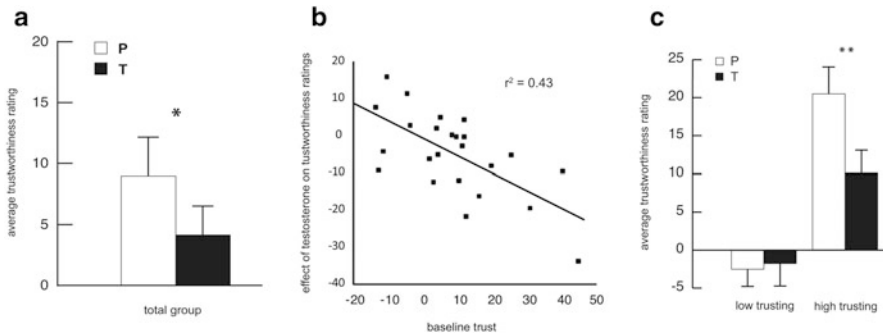 a
20
15
10
5
0
average trustworthiness rating
P
T
*
total group
b
20
10
0
-10
-20
-30
-40
effect of testosterone on tustworthiness ratings
r² = 0.43
-20
-10
0
10
20
30
40
50
baseline trust
c
25
20
15
10
5
0
-5
average trustworthiness rating
P
T
**
low trusting
high trusting